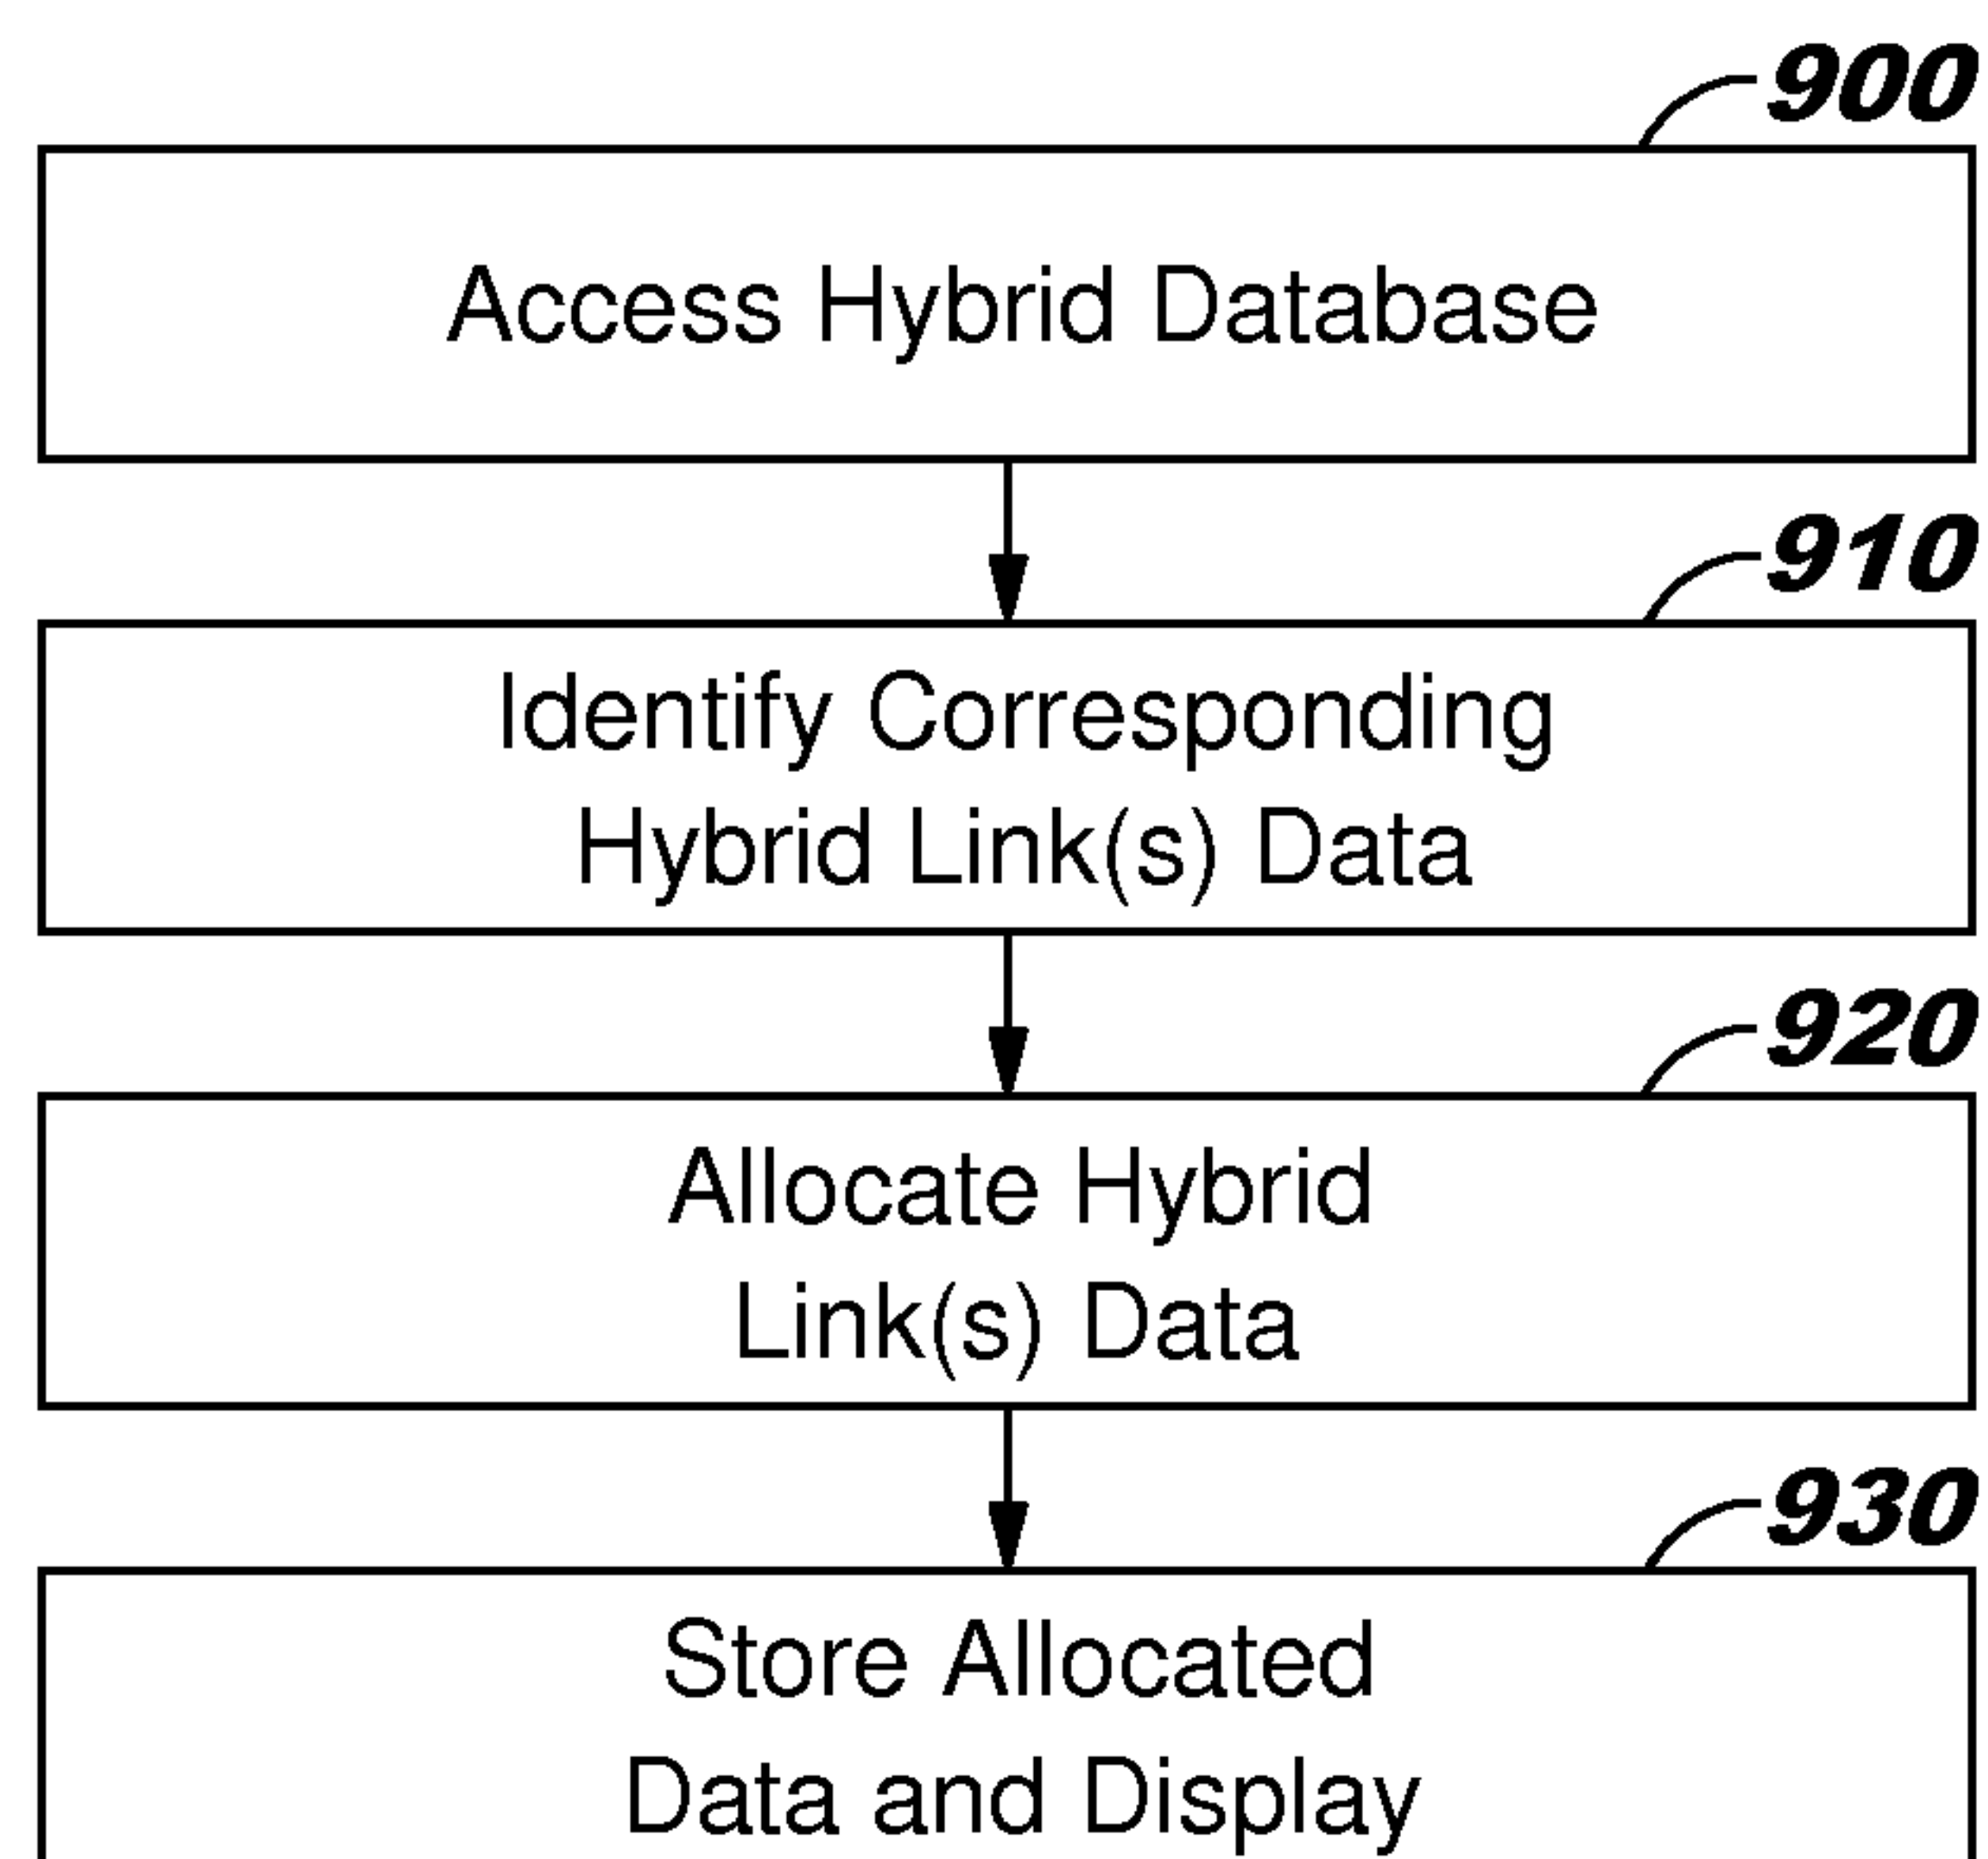 900
Access Hybrid Database
910
Identify Corresponding
Hybrid Link(s) Data
920
Allocate Hybrid
Link(s) Data
930
Store Allocated
Data and Display